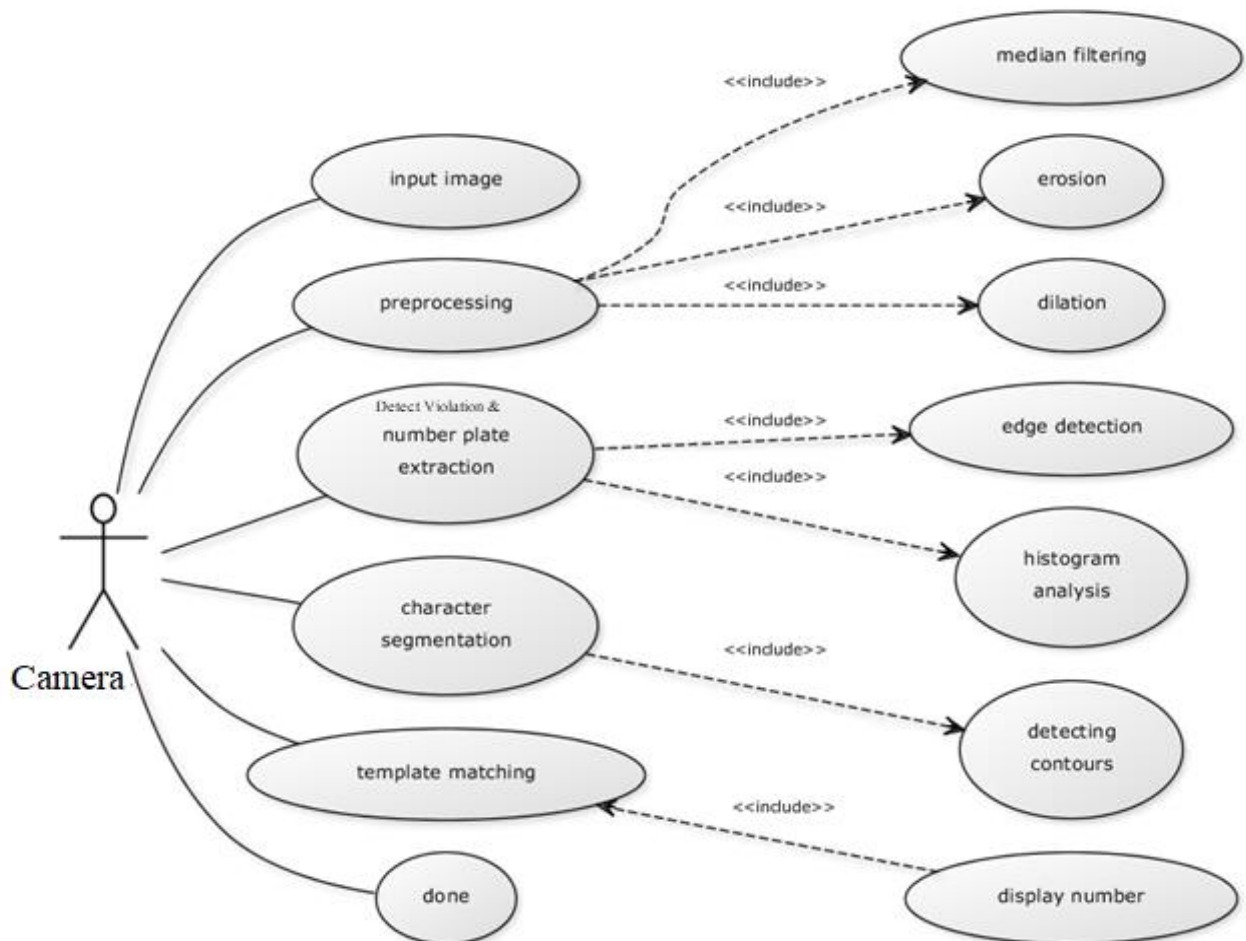 median filtering
<<include>>
input image
erosion
<<include>>
preprocessing
<<include>>
dilation
Detect Violation &
number plate
extraction
<<include>>
edge detection
<<include>>
histogram
analysis
character
segmentation
<<include>>
detecting
contours
Camera
template matching
<<include>>
done
display number